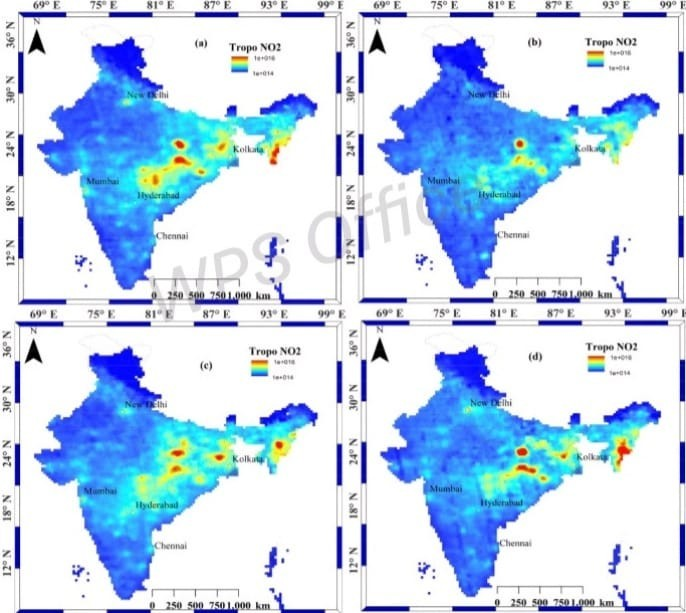 69° E 75° E 81° E 87° E 93° E 99° E
69° E 75° E 81° E 87° E 93° E 99° E
36° N
30° N
24° N
18° N
12° N
(a)
Tropo NO2
1e+016
1e+014
New Delhi
Kolkata
Mumbai
Hyderabad
Chennai
0 250 500 750 1,000 km
36° N
30° N
24° N
18° N
12° N
(b)
Tropo NO2
1e+016
1e+014
New Delhi
Kolkata
Mumbai
Hyderabad
Chennai
0 250 500 750 1,000 km
WPS Office
69° E 75° E 81° E 87° E 93° E 99° E
69° E 75° E 81° E 87° E 93° E 99° E
N
36° N
30° N
24° N
18° N
12° N
(c)
Tropo NO2
1e+016
1e+014
New Delhi
Kolkata
Mumbai
Hyderabad
Chennai
0 250 500 750 1,000 km
N
36° N
30° N
24° N
18° N
12° N
(d)
Tropo NO2
1e+016
1e+014
New Delhi
Kolkata
Mumbai
Hyderabad
Chennai
0 250 500 750 1,000 km